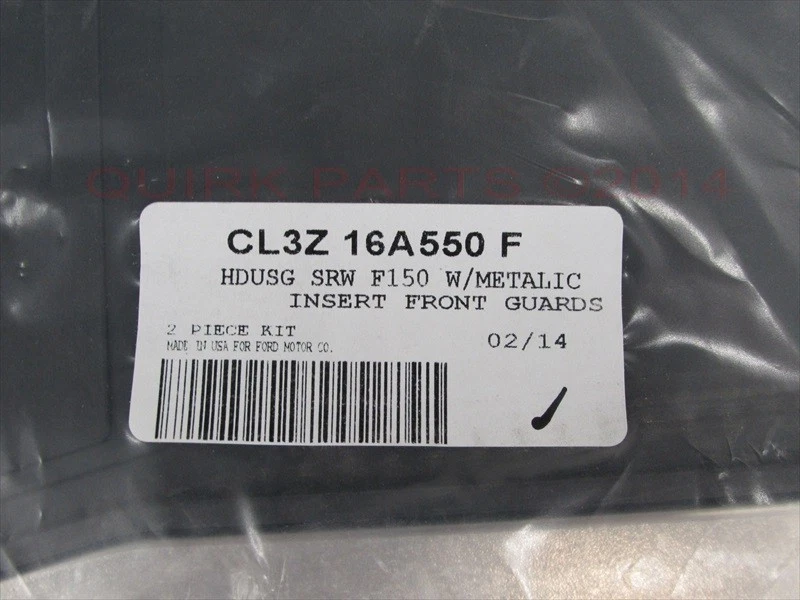 QUIRK PARTS ©2014
CL3Z 16A550 F
HDUSG SRW F150 W/METALIC
INSERT FRONT GUARDS
2 PIECE KIT
MADE IN USA FOR FORD MOTOR CO.
02/14